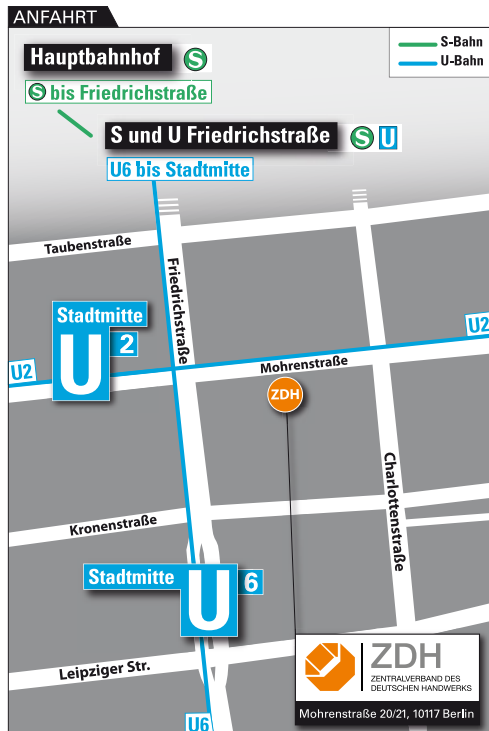 ANFAHRT
S-Bahn
U-Bahn
Hauptbahnhof S
S bis Friedrichstraße
S und U Friedrichstraße S U
U6 bis Stadtmitte
Taubenstraße
Friedrichstraße
Stadtmitte
U 2
U2
U2
Mohrenstraße
ZDH
Charlottenstraße
Kronenstraße
Stadtmitte U 6
Leipziger Str.
U6
ZDH
ZENTRALVERBAND DES
DEUTSCHEN HANDWERKS
Mohrenstraße 20/21, 10117 Berlin